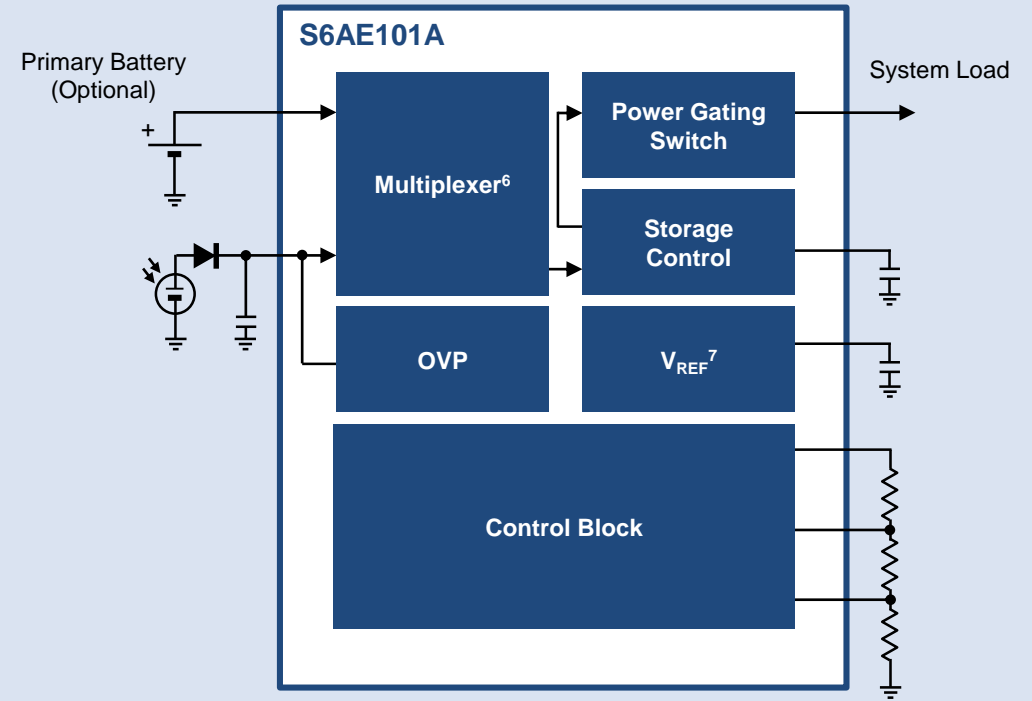 S6AE101A
Primary Battery
(Optional)
+
System Load
Power Gating
Switch
Multiplexer⁶
Storage
Control
OVP
VREF⁷
Control Block